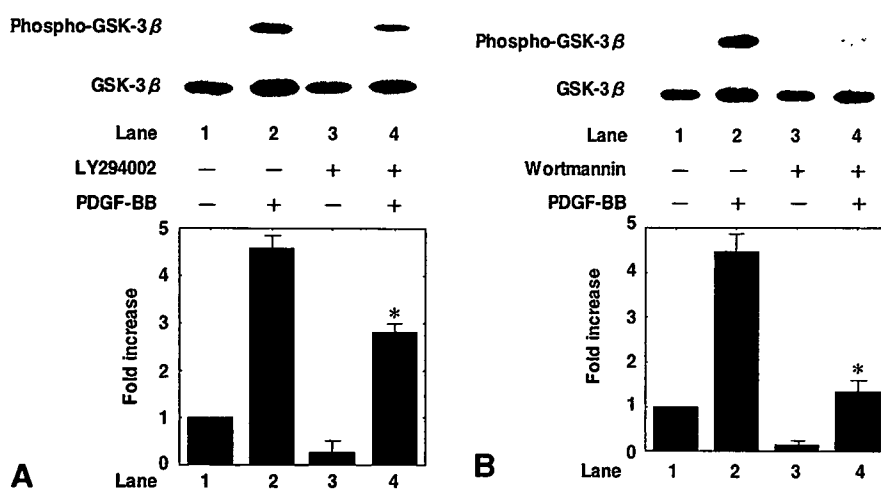 Phospho-GSK-3β
GSK-3β
Lane 1 2 3 4
LY294002 – – + +
PDGF-BB – + – +
5
4
3
2
1
0
Fold increase
*
Lane 1 2 3 4
A
Phospho-GSK-3β
GSK-3β
Lane 1 2 3 4
Wortmannin – – + +
PDGF-BB – + – +
5
4
3
2
1
0
Fold increase
*
Lane 1 2 3 4
B